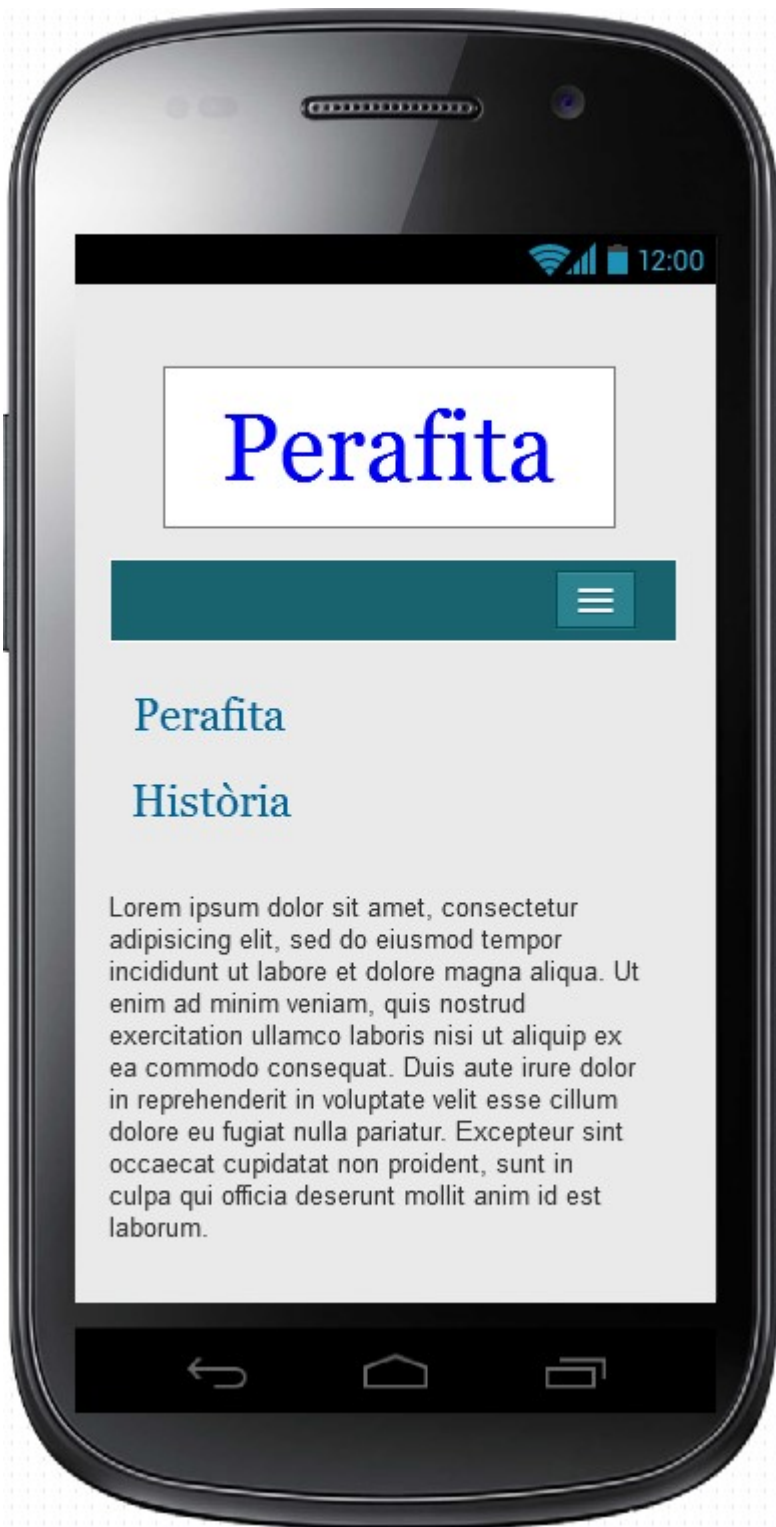 12:00
Perafita
Perafita
Història
Lorem ipsum dolor sit amet, consectetur
adipisicing elit, sed do eiusmod tempor
incididunt ut labore et dolore magna aliqua. Ut
enim ad minim veniam, quis nostrud
exercitation ullamco laboris nisi ut aliquip ex
ea commodo consequat. Duis aute irure dolor
in reprehenderit in voluptate velit esse cillum
dolore eu fugiat nulla pariatur. Excepteur sint
occaecat cupidatat non proident, sunt in
culpa qui officia deserunt mollit anim id est
laborum.